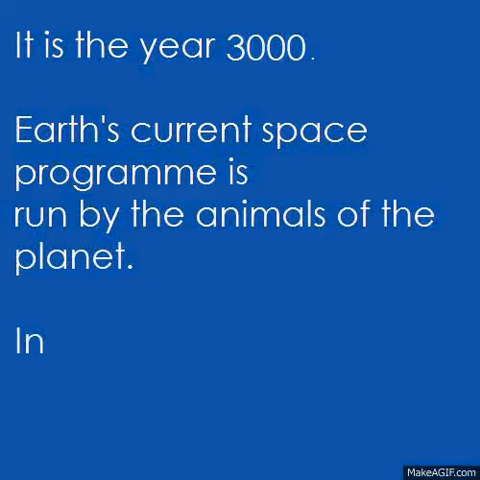 It is the year 3000.
Earth's current space
programme is
run by the animals of the
planet.
In
MakeAGIF.com